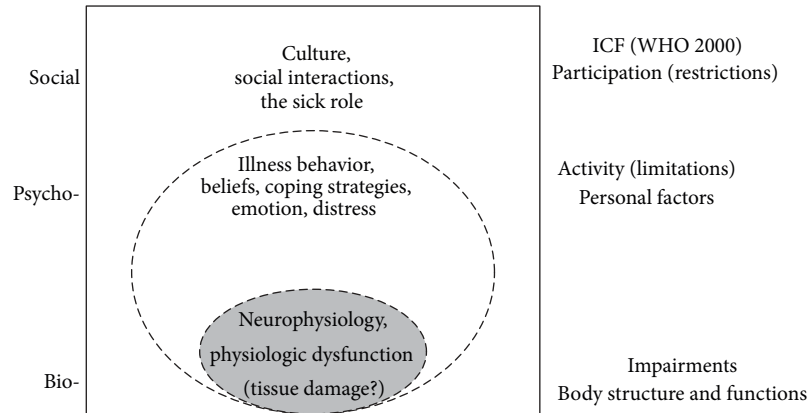 Social
Culture,
social interactions,
the sick role
ICF (WHO 2000)
Participation (restrictions)
Psycho-
Illness behavior,
beliefs, coping strategies,
emotion, distress
Activity (limitations)
Personal factors
Bio-
Neurophysiology,
physiologic dysfunction
(tissue damage?)
Impairments
Body structure and functions